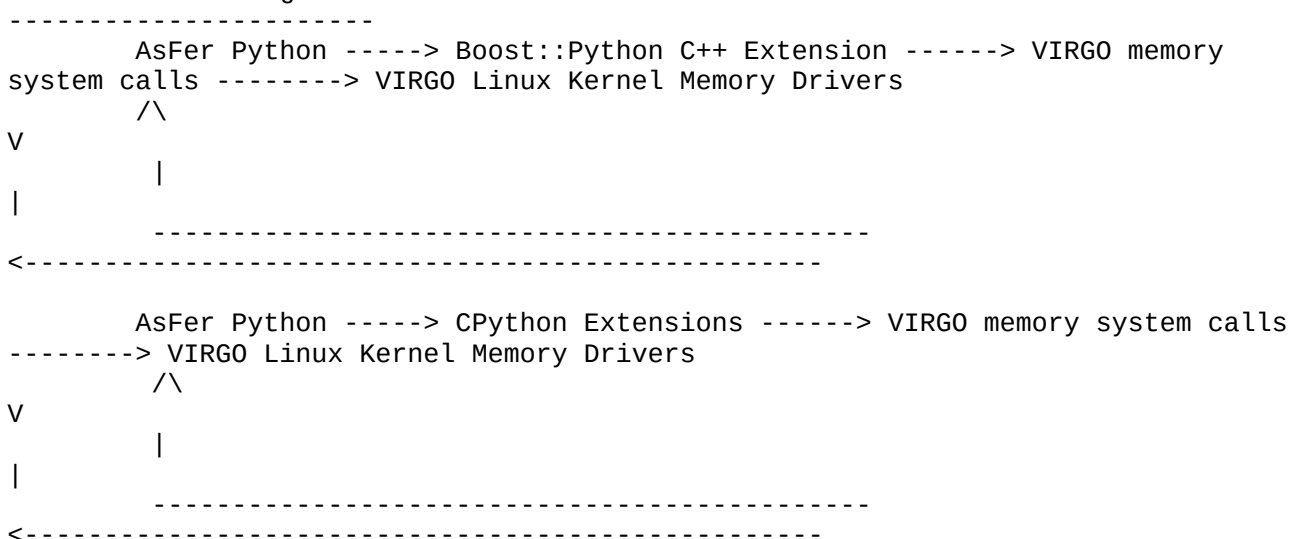 -----------------------
AsFer Python -----> Boost::Python C++ Extension ------> VIRGO memory
system calls --------> VIRGO Linux Kernel Memory Drivers
/\
V
|
|
---------------------------------------------
<--------------------------------------------------
AsFer Python -----> CPython Extensions ------> VIRGO memory system calls
--------> VIRGO Linux Kernel Memory Drivers
/\
V
|
|
---------------------------------------------
<--------------------------------------------------